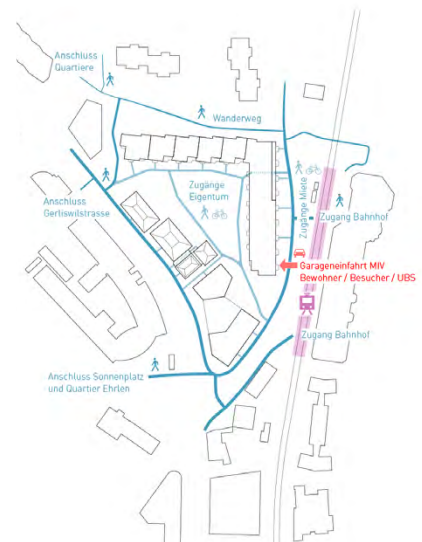 Anschluss
Quartiere
Wanderweg
Anschluss
Gerliswilstrasse
Zugänge
Eigentum
Zugänge Miete
Zugang Bahnhof
Garageneinfahrt MIV
Bewohner / Besucher / UBS
Zugang Bahnhof
Anschluss Sonnenplatz
und Quartier Ehrlen